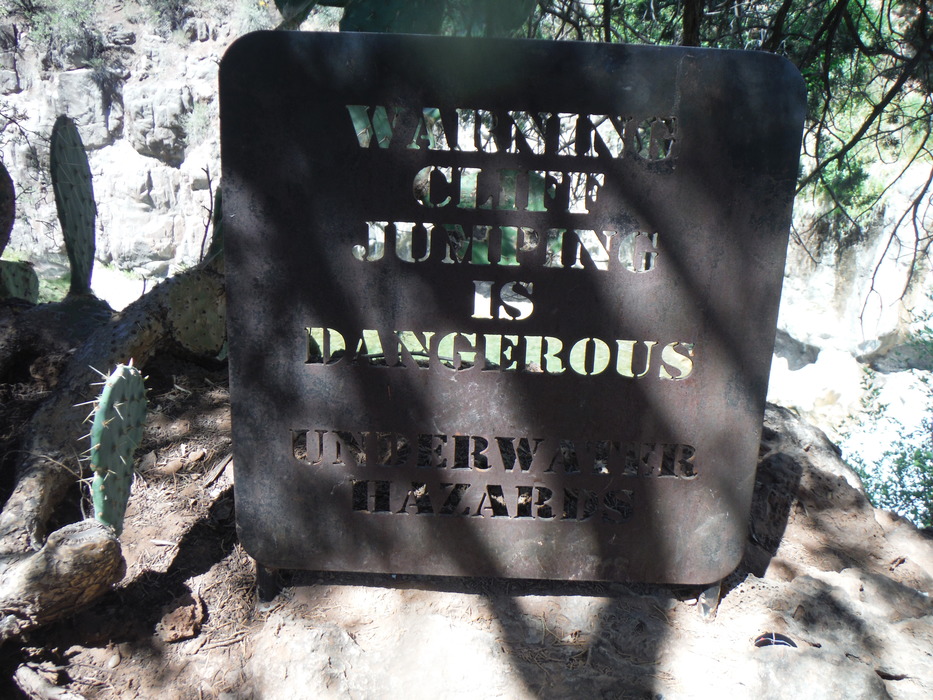 WARNING
CLIFF
JUMPING
IS
DANGEROUS
UNDERWATER
HAZARDS